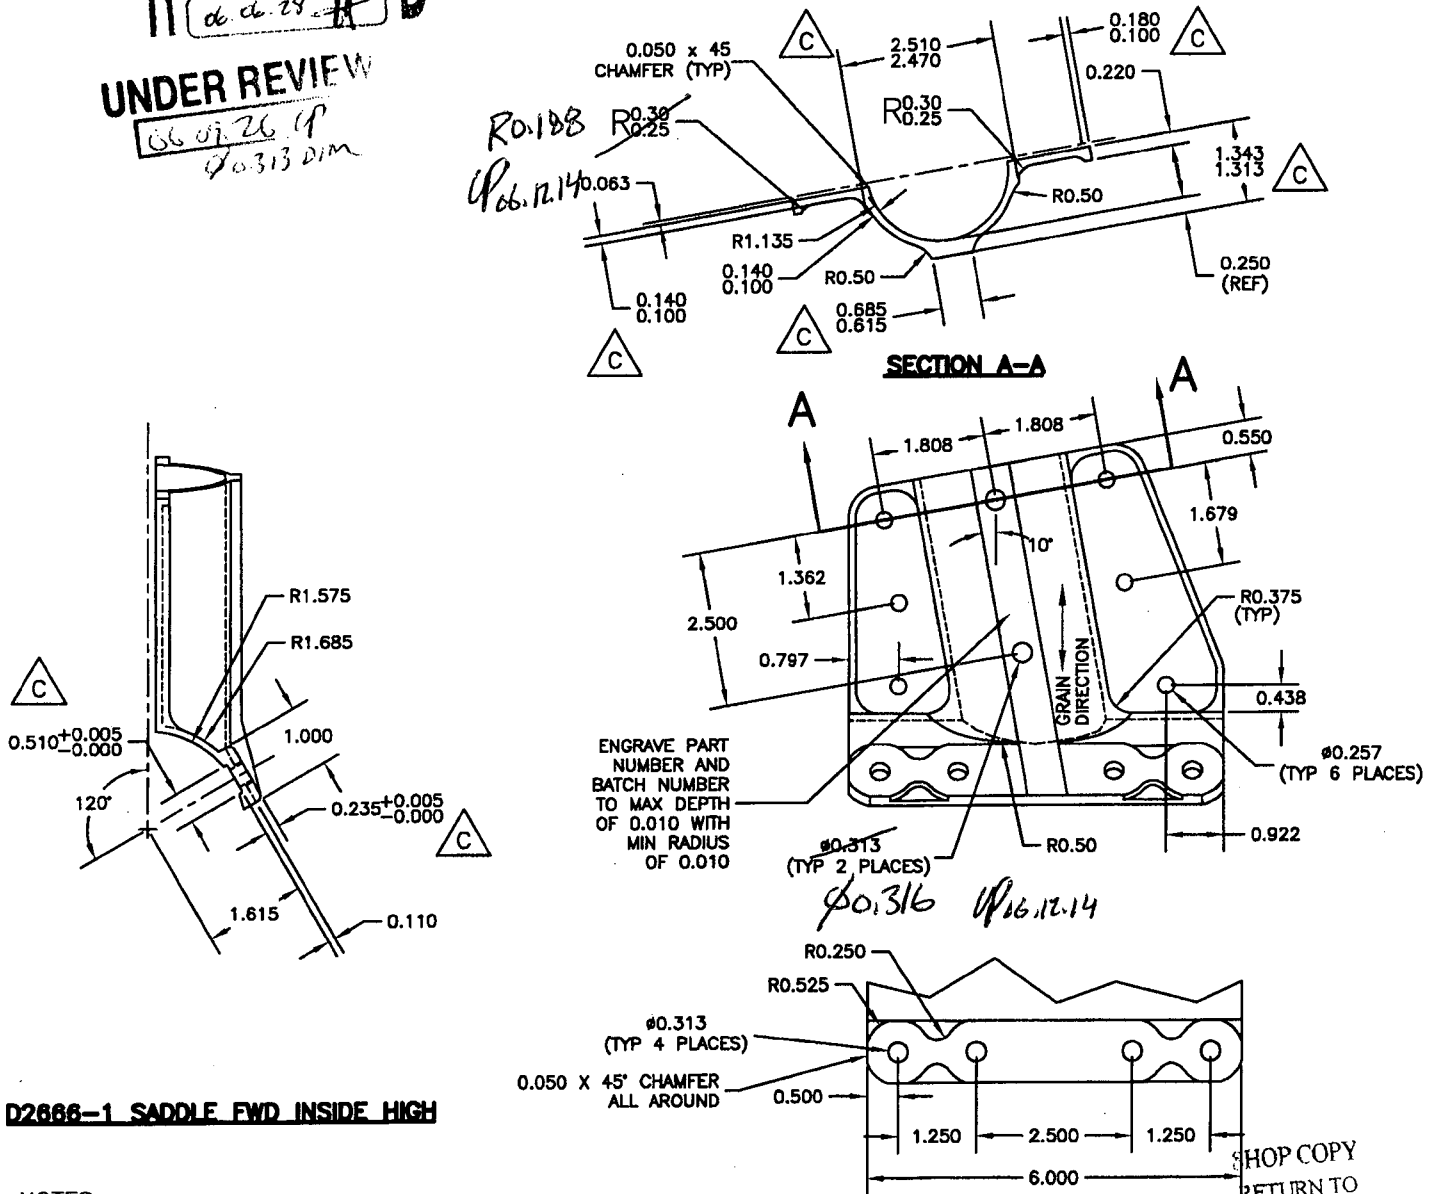 06.06.28
UNDER REVIEW
06.07.26 CP
Ø0.313 DIM
0.050 x 45
CHAMFER (TYP)
R0.188
R0.30
0.25
CP 06.12.14
0.063
R1.135
0.140
0.100
0.140
0.100
C
C
2.510
2.470
R0.30
0.25
0.180
0.100
C
0.220
1.343
1.313
C
R0.50
0.250
(REF)
R0.50
0.685
0.615
C
SECTION A-A
A
A
1.808
1.808
0.550
1.679
10°
1.362
2.500
0.797
R0.375
(TYP)
GRAIN
DIRECTION
0.438
Ø0.257
(TYP 6 PLACES)
0.922
ENGRAVE PART
NUMBER AND
BATCH NUMBER
TO MAX DEPTH
OF 0.010 WITH
MIN RADIUS
OF 0.010
Ø0.313
(TYP 2 PLACES)
R0.50
Ø0.316 CP 06.12.14
R1.575
R1.685
C
0.510+0.005
-0.000
1.000
120°
0.235+0.005
-0.000
C
1.615
0.110
R0.250
R0.525
Ø0.313
(TYP 4 PLACES)
0.050 X 45° CHAMFER
ALL AROUND
0.500
1.250
2.500
1.250
6.000
D2666-1 SADDLE FWD INSIDE HIGH
SHOP COPY
RETURN TO